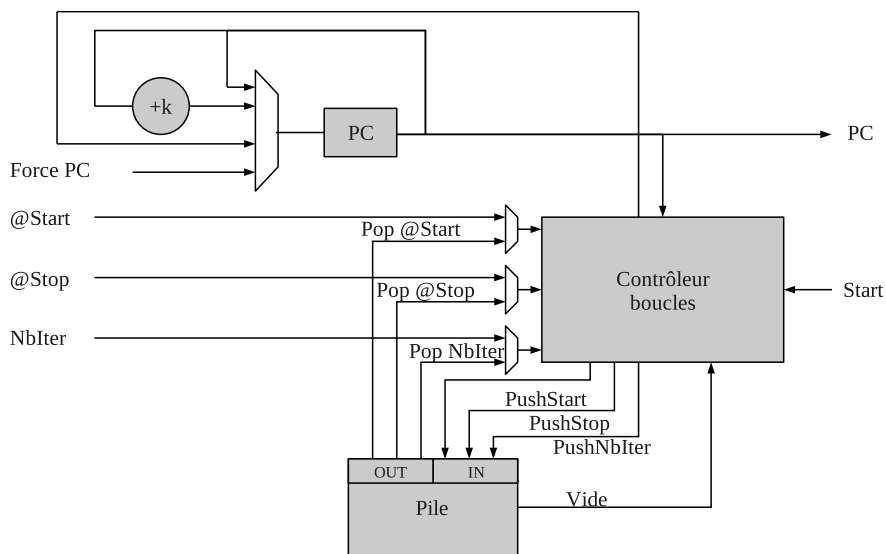 +k
PC
PC
Force PC
@Start
Pop @Start
@Stop
Pop @Stop
NbIter
Pop NbIter
Contrôleur
boucles
Start
PushStart
PushStop
PushNbIter
OUT
IN
Pile
Vide